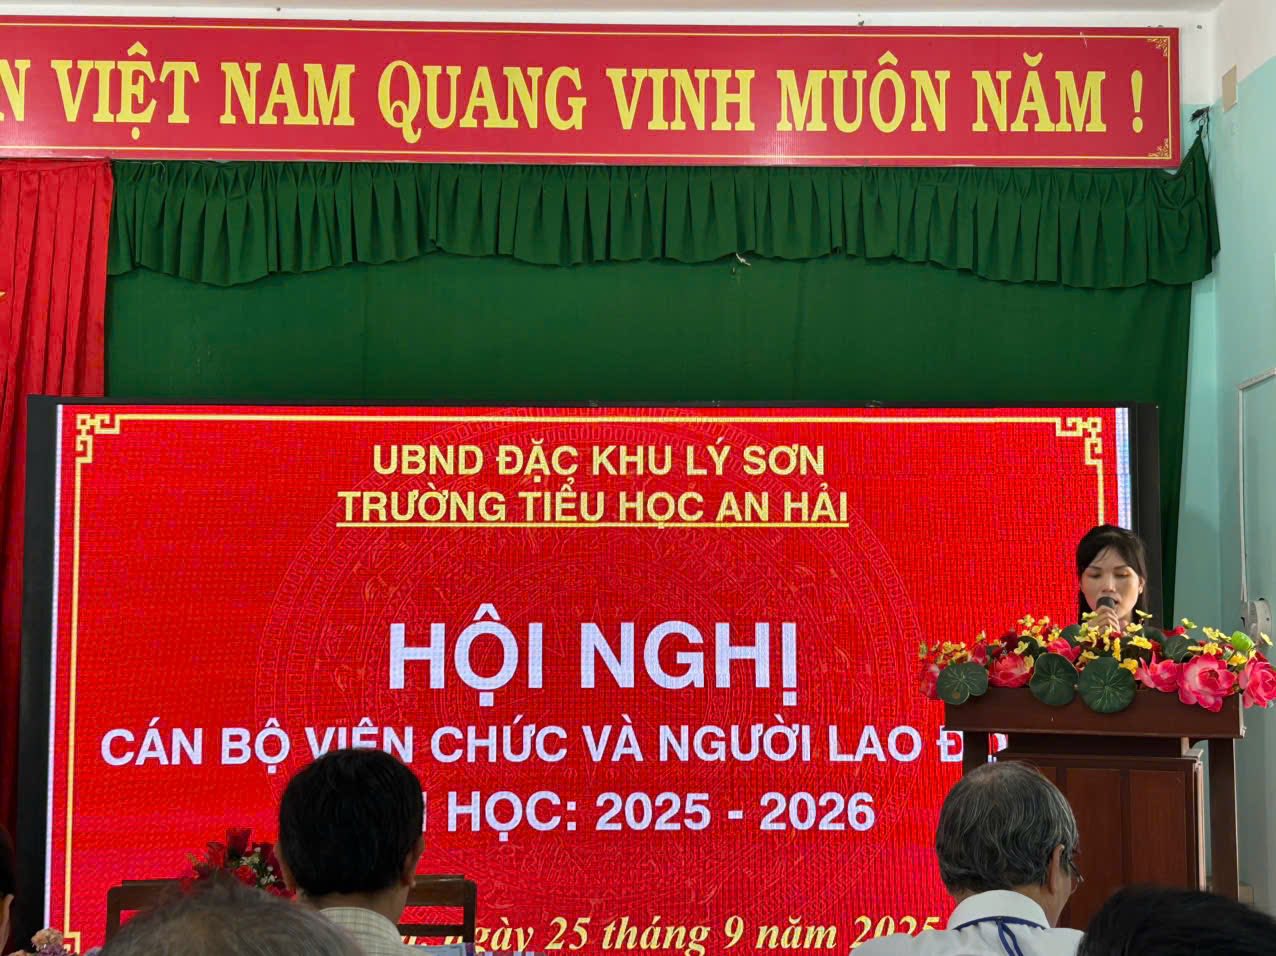 VIỆT NAM QUANG VINH MUÔN NĂM !
UBND ĐẶC KHU LÝ SƠN
TRƯỜNG TIỂU HỌC AN HẢI
HỘI NGHỊ
CÁN BỘ VIÊN CHỨC VÀ NGƯỜI LAO
HỌC: 2025 - 2026
ngày 25 tháng 9 năm 2025